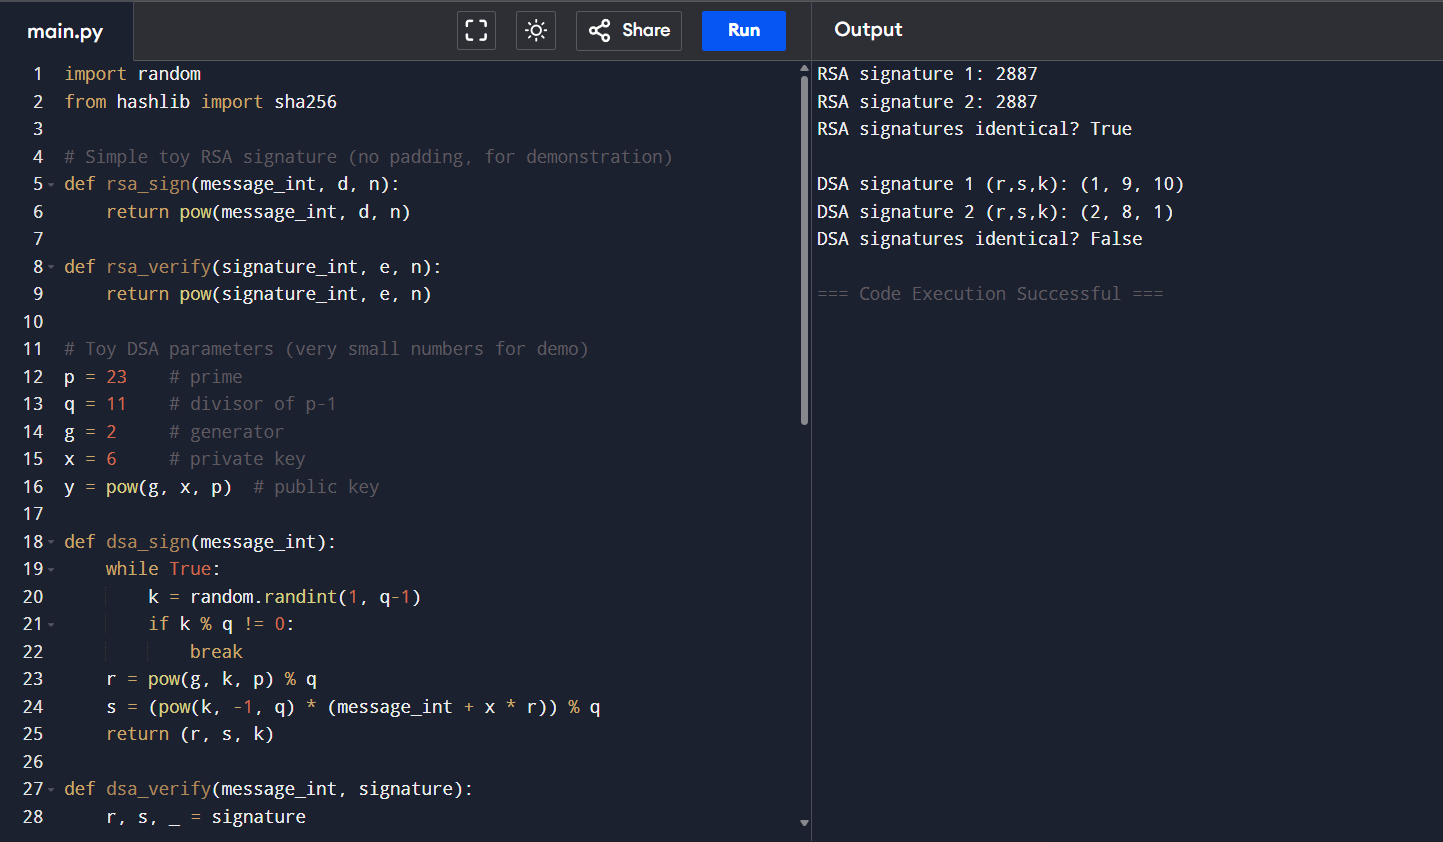 main.py
Share
Run
Output
1 import random
2 from hashlib import sha256
3
4 # Simple toy RSA signature (no padding, for demonstration)
5 def rsa_sign(message_int, d, n):
6     return pow(message_int, d, n)
7
8 def rsa_verify(signature_int, e, n):
9     return pow(signature_int, e, n)
10
11 # Toy DSA parameters (very small numbers for demo)
12 p = 23    # prime
13 q = 11    # divisor of p-1
14 g = 2     # generator
15 x = 6     # private key
16 y = pow(g, x, p)  # public key
17
18 def dsa_sign(message_int):
19     while True:
20         k = random.randint(1, q-1)
21         if k % q != 0:
22             break
23     r = pow(g, k, p) % q
24     s = (pow(k, -1, q) * (message_int + x * r)) % q
25     return (r, s, k)
26
27 def dsa_verify(message_int, signature):
28     r, s, _ = signature
RSA signature 1: 2887
RSA signature 2: 2887
RSA signatures identical? True
DSA signature 1 (r,s,k): (1, 9, 10)
DSA signature 2 (r,s,k): (2, 8, 1)
DSA signatures identical? False
=== Code Execution Successful ===